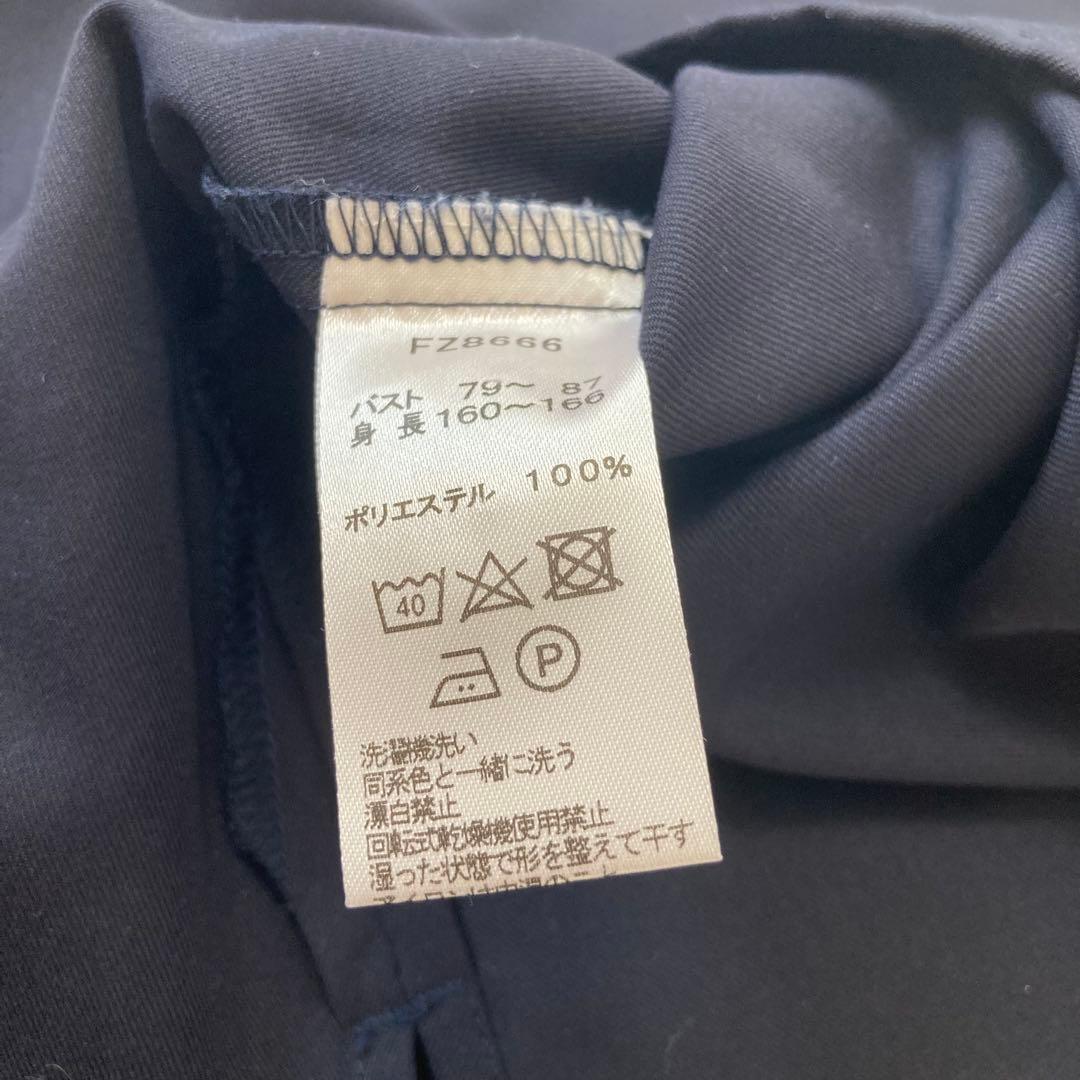 FZ8666
バスト 79～ 87
身 長 160～166
ポリエステル 100%
40
P
洗濯機洗い
同系色と一緒に洗う
漂白禁止
回転式乾燥機使用禁止
湿った状態で形を整えて干す